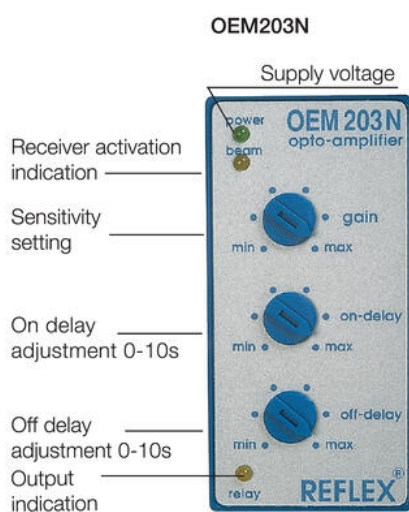 OEM203N
Supply voltage
power
OEM 203 N
beam
opto-amplifier
Receiver activation
indication
Sensitivity
setting
gain
min
max
On delay
adjustment 0-10s
on-delay
min
max
Off delay
adjustment 0-10s
off-delay
min
max
Output
indication
relay
REFLEX®